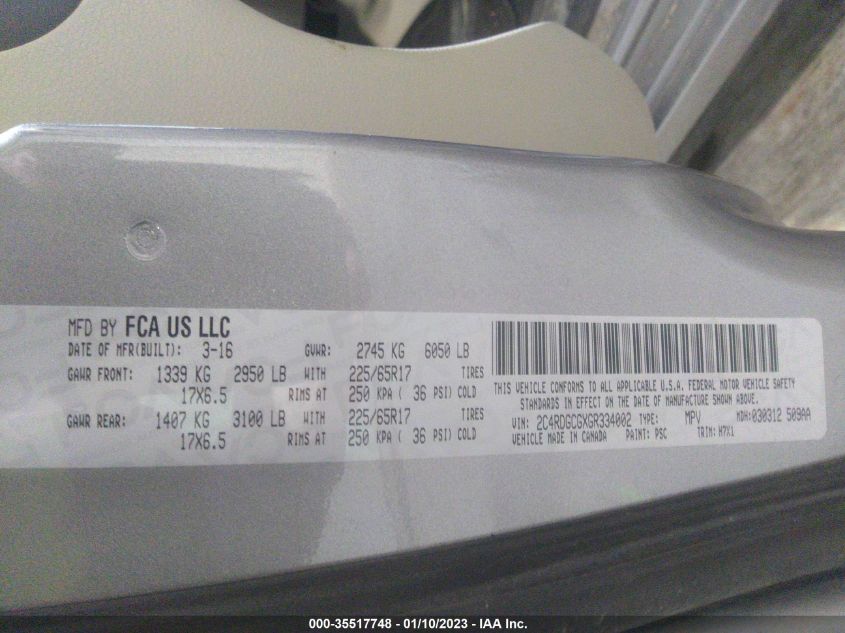 MFD BY FCA US LLC
DATE OF MFR(BUILT): 3-16 GVWR: 2745 KG 6050 LB
GAWR FRONT: 1339 KG 2950 LB WITH 225/65R17 TIRES
17X6.5 RIMS AT 250 KPA ( 36 PSI) COLD
GAWR REAR: 1407 KG 3100 LB WITH 225/65R17 TIRES
17X6.5 RIMS AT 250 KPA ( 36 PSI) COLD
THIS VEHICLE CONFORMS TO ALL APPLICABLE U.S.A. FEDERAL MOTOR VEHICLE SAFETY
STANDARDS IN EFFECT ON THE DATE OF MANUFACTURE SHOWN ABOVE.
VIN: 2C4RDGCGXGR334002 TYPE: MPV MDH: 030312 509AA
VEHICLE MADE IN CANADA PAINT: PSC TRIM: H7X1
000-35517748 - 01/10/2023 - IAA Inc.